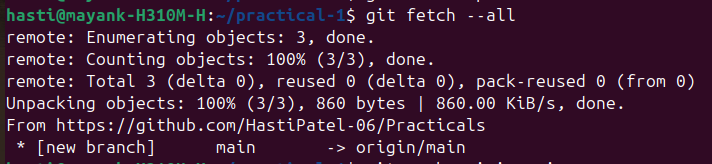 hasti@mayank-H310M-H:~/practical-1$ git fetch --all
remote: Enumerating objects: 3, done.
remote: Counting objects: 100% (3/3), done.
remote: Total 3 (delta 0), reused 0 (delta 0), pack-reused 0 (from 0)
Unpacking objects: 100% (3/3), 860 bytes | 860.00 KiB/s, done.
From https://github.com/HastiPatel-06/Practicals
 * [new branch]      main       -> origin/main